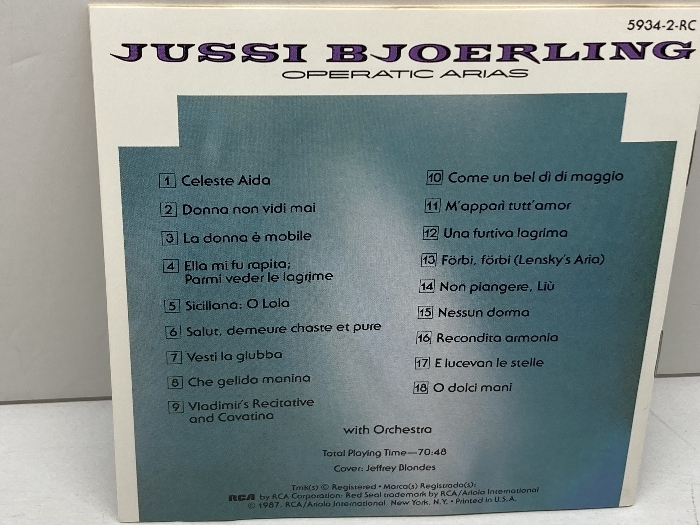 5934-2-RC
JUSSI BJOERLING
OPERATIC ARIAS
1 Celeste Aida
2 Donna non vidi mai
3 La donna è mobile
4 Ella mi fu rapita;
Parmi veder le lagrime
5 Siciliana: O Lola
6 Salut, demeure chaste et pure
7 Vesti la giubba
8 Che gelida manina
9 Vladimir's Recitative
and Cavatina
10 Come un bel dì di maggio
11 M'apparì tutt'amor
12 Una furtiva lagrima
13 Förbi, förbi (Lensky's Aria)
14 Non piangere, Liù
15 Nessun dorma
16 Recondita armonia
17 E lucevan le stelle
18 O dolci mani
with Orchestra
Total Playing Time—70:48
Cover: Jeffrey Blondes
Tmk(s) ® Registered • Marca(s) Registrada(s):
RCA by RCA Corporation; Red Seal trademark by RCA/Ariola International
© 1987, RCA/Ariola International, New York, N.Y. • Printed in U.S.A.